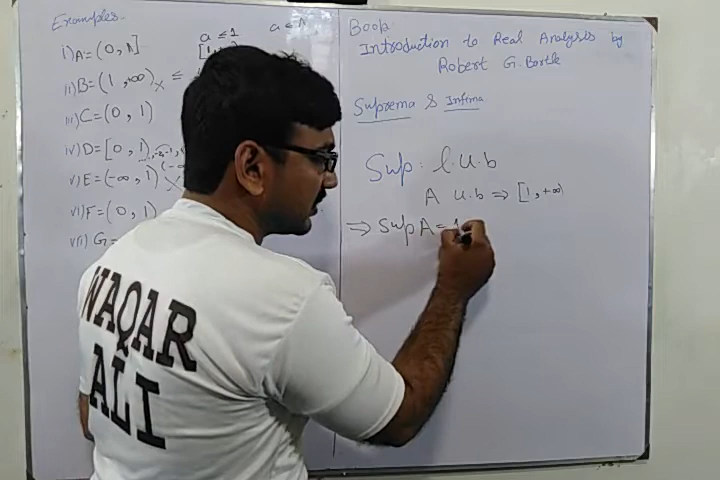 Examples.
i) A = (0, 1]
ii) B = (1, +∞) ×
iii) C = (0, 1)
iv) D = [0, 1)
v) E = (-∞, 1)
vi) F = (0, 1)
vii) G =
a ≤ 1
Book
Introduction to Real Analysis by
Robert G. Bartle
Suprema & Infima
Sup: l.u.b
A u.b ⇒ [1, +∞)
⇒ Sup A = 1
WAQAR
ALI